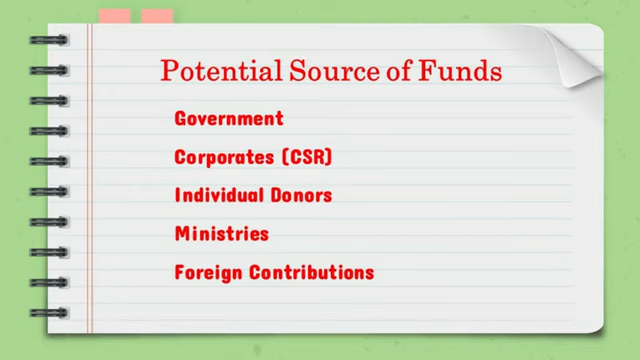 Potential Source of Funds
Government
Corporates (CSR)
Individual Donors
Ministries
Foreign Contributions